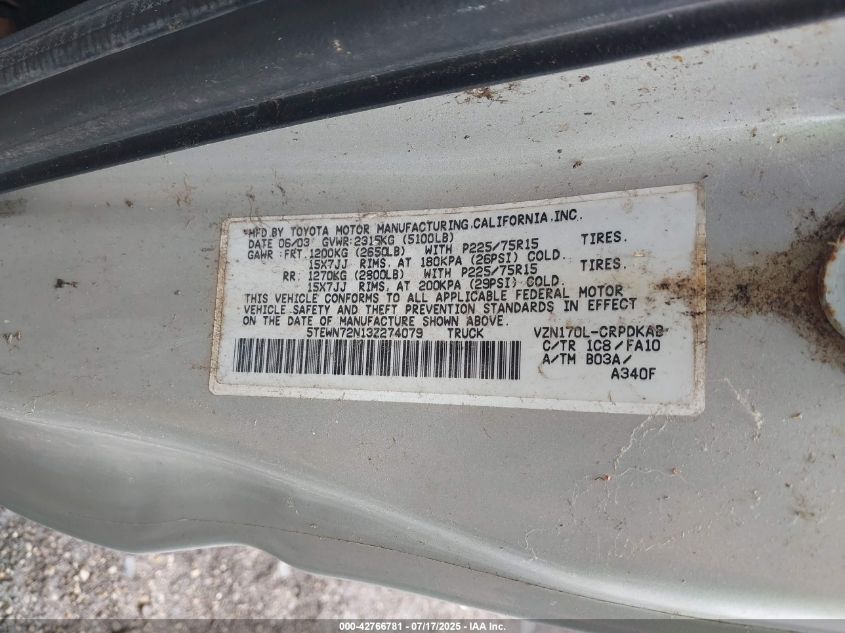 MFD.BY TOYOTA MOTOR MANUFACTURING,CALIFORNIA,INC.
DATE 06/03 GVWR:2315KG (5100LB)
GAWR:FRT.1200KG (2650LB) WITH P225/75R15 TIRES.
15X7JJ RIMS, AT 180KPA (26PSI) COLD.
RR 1270KG (2800LB) WITH P225/75R15 TIRES.
15X7JJ RIMS, AT 200KPA (29PSI) COLD.
THIS VEHICLE CONFORMS TO ALL APPLICABLE FEDERAL MOTOR
VEHICLE SAFETY AND THEFT PREVENTION STANDARDS IN EFFECT
ON THE DATE OF MANUFACTURE SHOWN ABOVE.
5TEWN72N13Z274079 TRUCK VZN170L-CRPDKAB
C/TR 1C8/FA10
A/TM B03A/
A340F
000-42766781 - 07/17/2025 - IAA Inc.